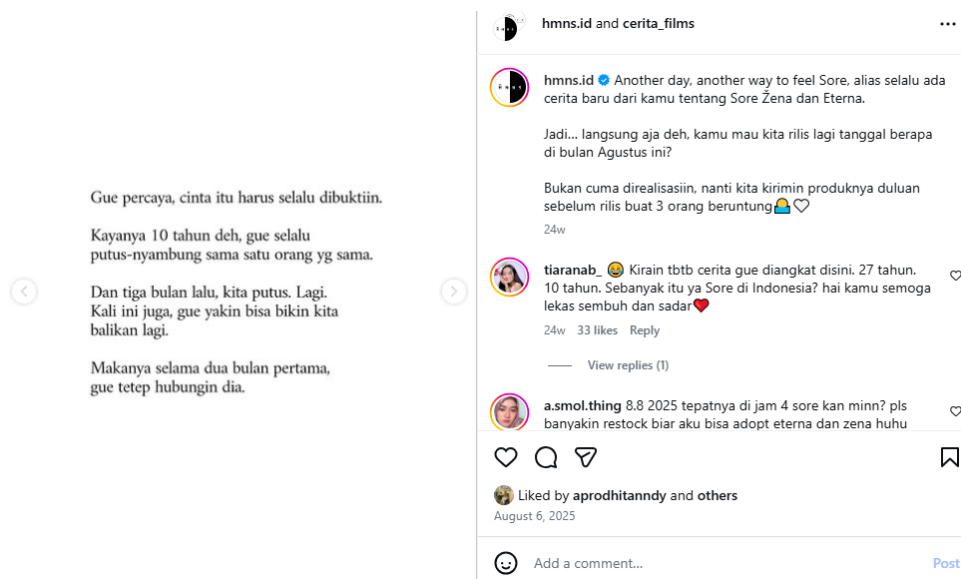 Gue percaya, cinta itu harus selalu dibuktiin.
Kayanya 10 tahun deh, gue selalu
putus-nyambung sama satu orang yg sama.
Dan tiga bulan lalu, kita putus. Lagi.
Kali ini juga, gue yakin bisa bikin kita
balikan lagi.
Makanya selama dua bulan pertama,
gue tetep hubungin dia.
hmns.id and cerita_films
hmns.id Another day, another way to feel Sore, alias selalu ada
cerita baru dari kamu tentang Sore Žena dan Eterna.
Jadi... langsung aja deh, kamu mau kita rilis lagi tanggal berapa
di bulan Agustus ini?
Bukan cuma direalisasiin, nanti kita kirimin produknya duluan
sebelum rilis buat 3 orang beruntung🙇♡
24w
tiaranab_ 😂 Kirain tbtb cerita gue diangkat disini. 27 tahun.
10 tahun. Sebanyak itu ya Sore di Indonesia? hai kamu semoga
lekas sembuh dan sadar❤️
24w 33 likes Reply
View replies (1)
a.smol.thing 8.8 2025 tepatnya di jam 4 sore kan minn? pls
banyakin restock biar aku bisa adopt eterna dan zena huhu
Liked by aprodhitanndy and others
August 6, 2025
Add a comment...
Post